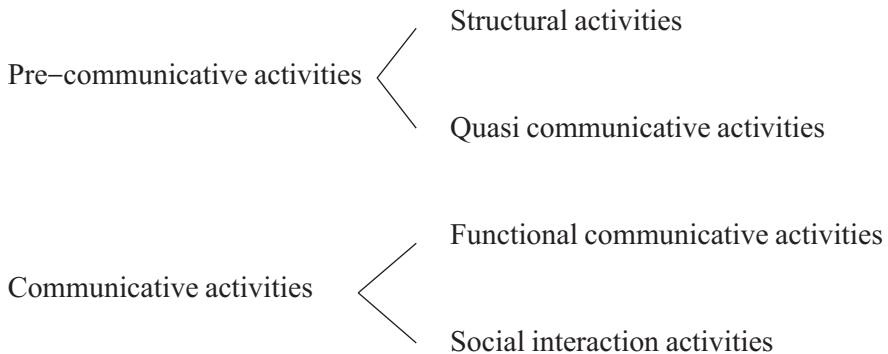 Structural activities
Pre−communicative activities
Quasi communicative activities
Functional communicative activities
Communicative activities
Social interaction activities